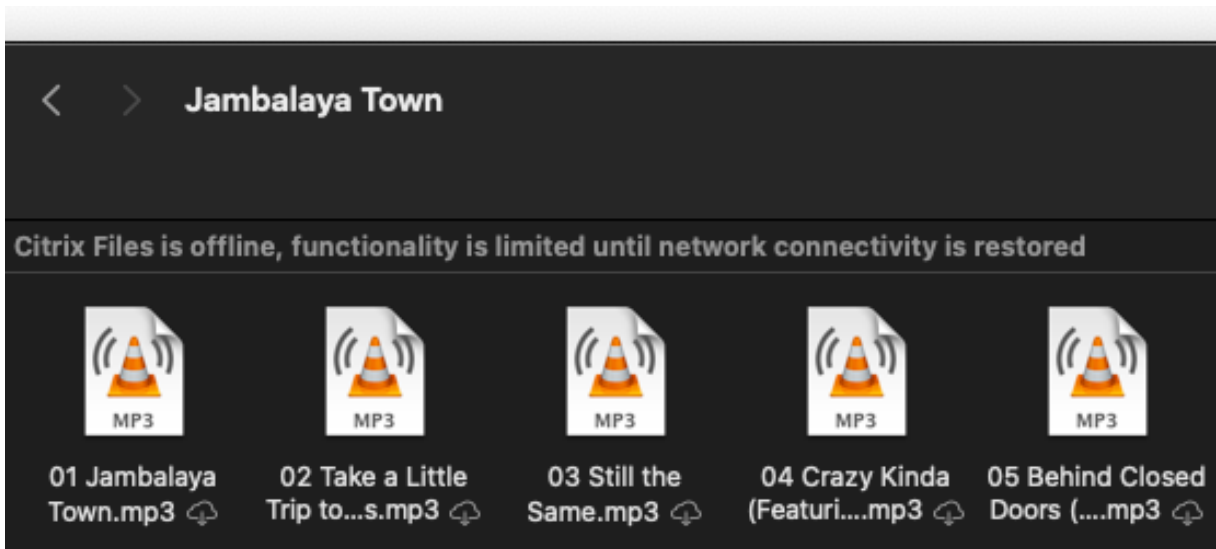 Jambalaya Town
Citrix Files is offline, functionality is limited until network connectivity is restored
MP3
MP3
MP3
MP3
MP3
01 Jambalaya
Town.mp3
02 Take a Little
Trip to...s.mp3
03 Still the
Same.mp3
04 Crazy Kinda
(Featuri....mp3
05 Behind Closed
Doors (....mp3